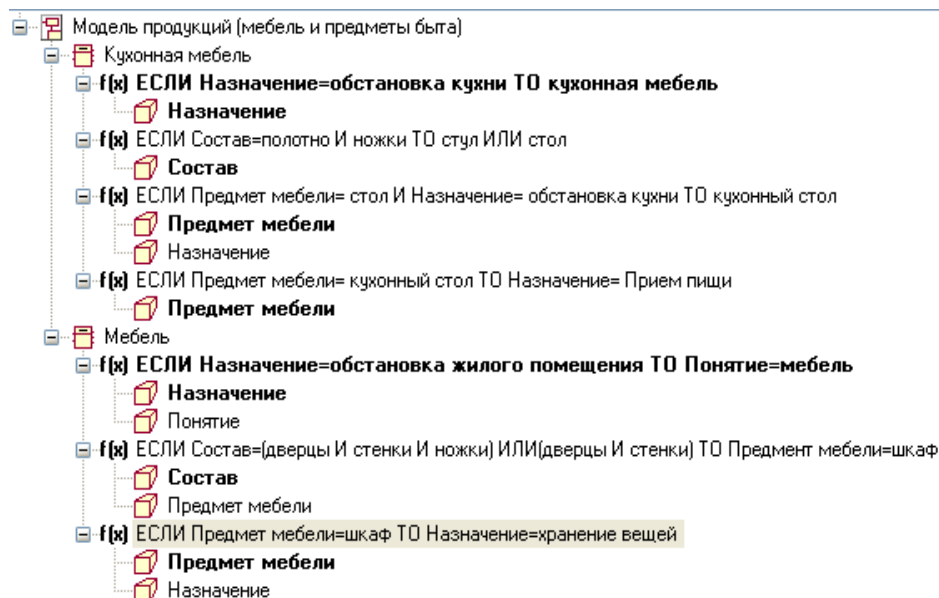 Модель продукций (мебель и предметы быта)
Кухонная мебель
f(x) ЕСЛИ Назначение=обстановка кухни ТО кухонная мебель
Назначение
f(x) ЕСЛИ Состав=полотно И ножки ТО стул ИЛИ стол
Состав
f(x) ЕСЛИ Предмет мебели= стол И Назначение= обстановка кухни ТО кухонный стол
Предмет мебели
Назначение
f(x) ЕСЛИ Предмет мебели= кухонный стол ТО Назначение= Прием пищи
Предмет мебели
Мебель
f(x) ЕСЛИ Назначение=обстановка жилого помещения ТО Понятие=мебель
Назначение
Понятие
f(x) ЕСЛИ Состав=(дверцы И стенки И ножки) ИЛИ(дверцы И стенки) ТО Предмент мебели=шкаф
Состав
Предмет мебели
f(x) ЕСЛИ Предмет мебели=шкаф ТО Назначение=хранение вещей
Предмет мебели
Назначение